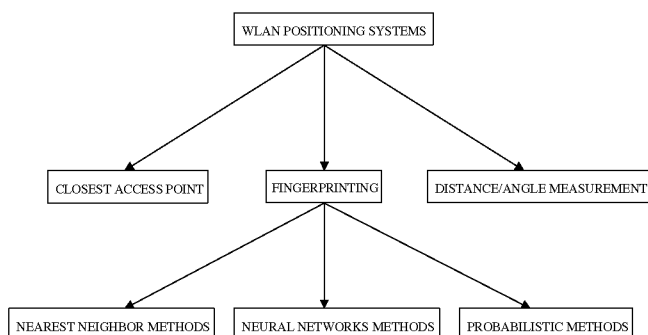 WLAN POSITIONING SYSTEMS
CLOSEST ACCESS POINT
FINGERPRINTING
DISTANCE/ANGLE MEASUREMENT
NEAREST NEIGHBOR METHODS
NEURAL NETWORKS METHODS
PROBABILISTIC METHODS